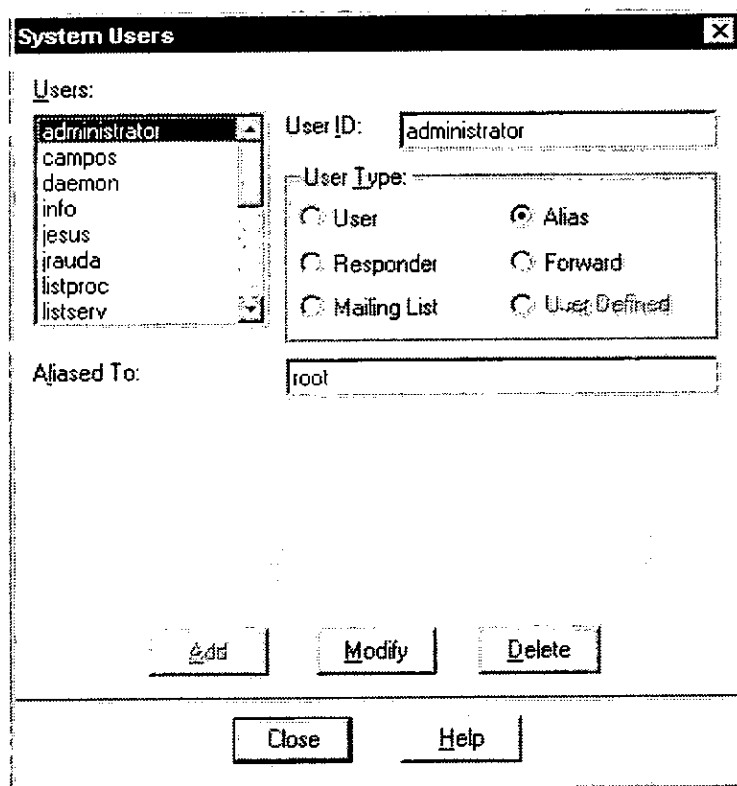 System Users
Users:
administrator
campos
daemon
info
jesus
jrauda
listproc
listserv
User ID: administrator
User Type:
User Alias
Responder Forward
Mailing List User Defined
Aliased To: root
Add Modify Delete
Close Help